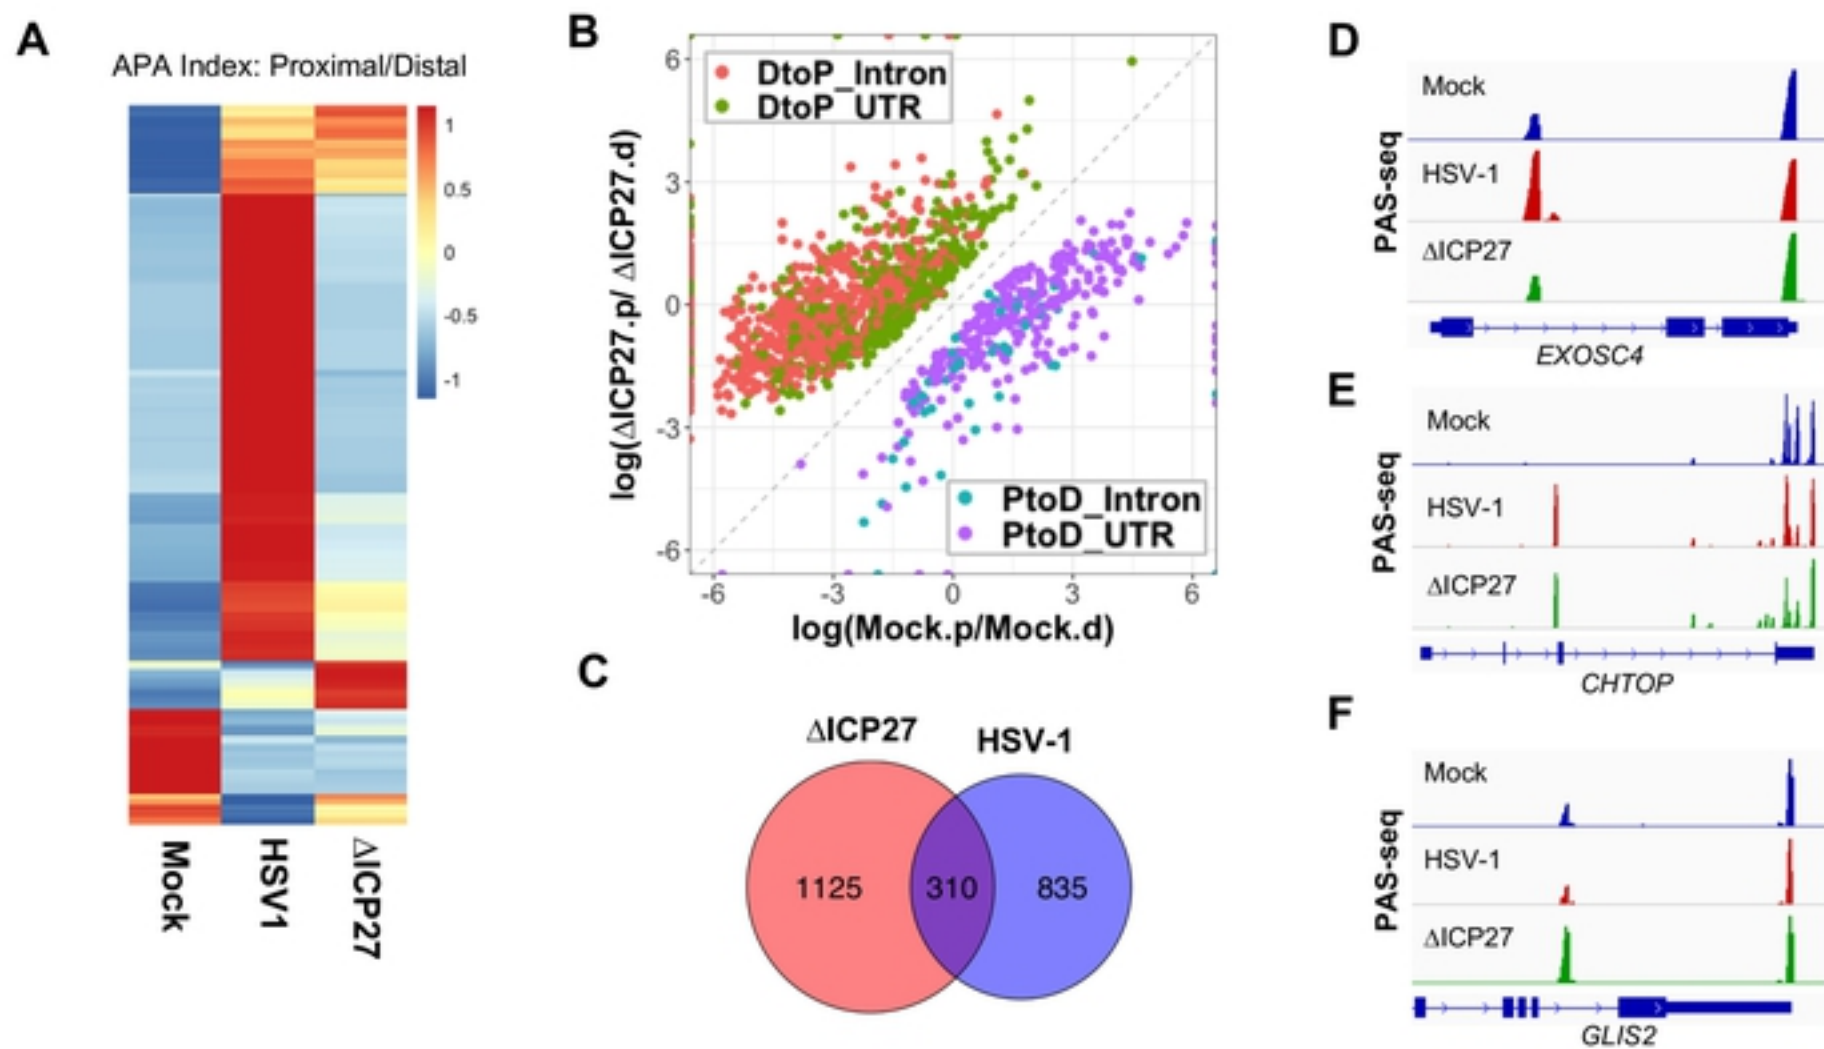 A
APA Index: Proximal/Distal
1
0.5
0
-0.5
-1
Mock
HSV1
ΔICP27
B
DtoP_Intron
DtoP_UTR
PtoD_Intron
PtoD_UTR
log(ΔICP27.p/ ΔICP27.d)
6
3
0
-3
-6
-6
-3
0
3
6
log(Mock.p/Mock.d)
C
ΔICP27
HSV-1
1125
310
835
D
PAS-seq
Mock
HSV-1
ΔICP27
EXOSC4
E
PAS-seq
Mock
HSV-1
ΔICP27
CHTOP
F
PAS-seq
Mock
HSV-1
ΔICP27
GLIS2